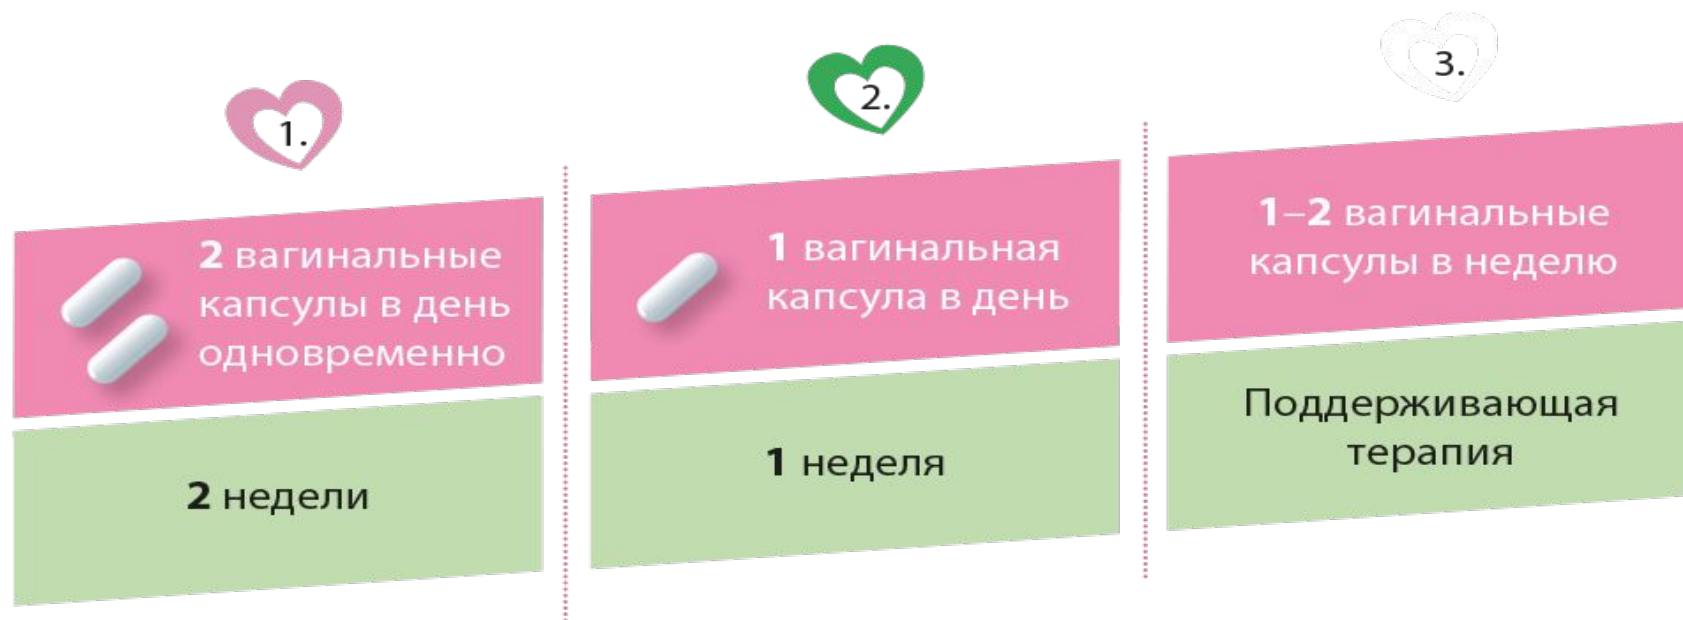 1.
2 вагинальные
капсулы в день
одновременно
2 недели
2.
1 вагинальная
капсула в день
1 неделя
3.
1–2 вагинальные
капсулы в неделю
Поддерживающая
терапия